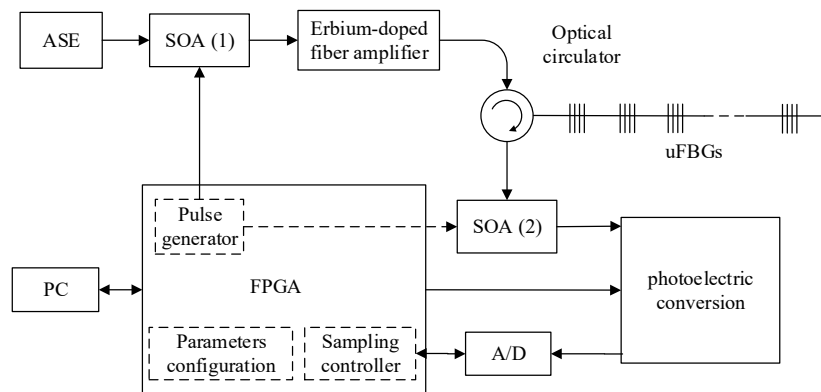 ASE
SOA (1)
Erbium-doped
fiber amplifier
Optical
circulator
uFBGs
Pulse
generator
SOA (2)
photoelectric
conversion
PC
FPGA
Parameters
configuration
Sampling
controller
A/D